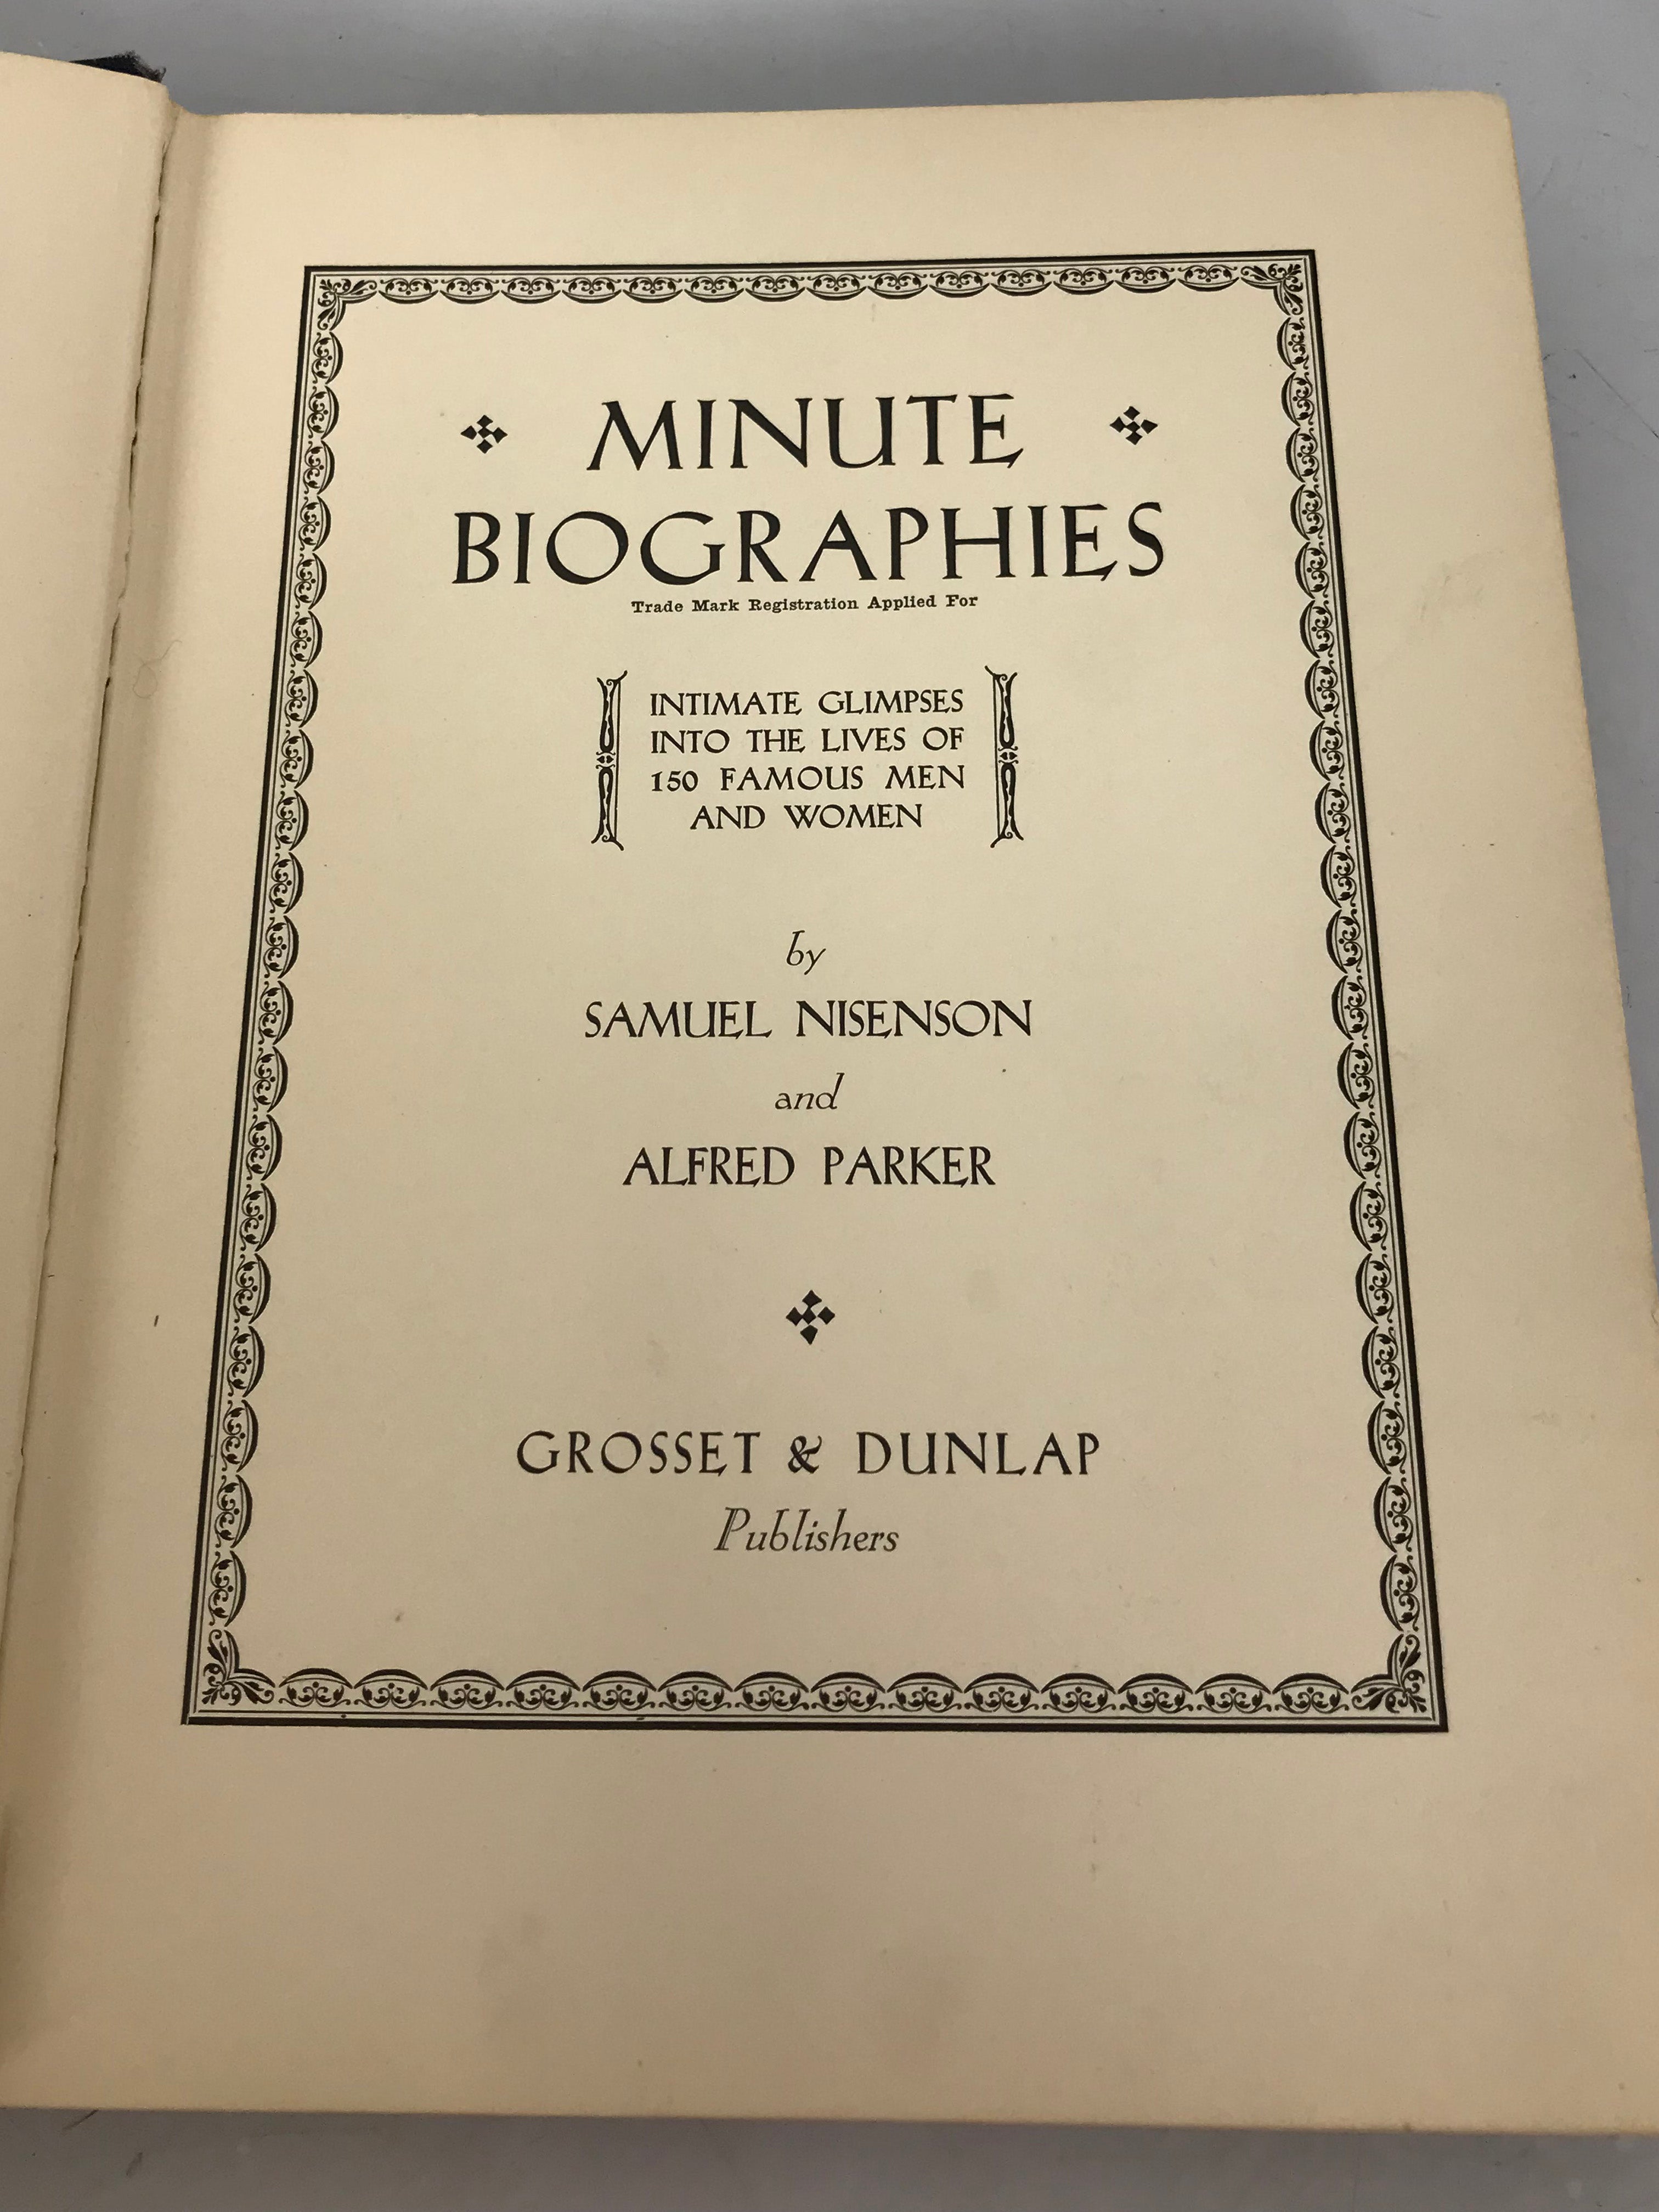 MINUTE
BIOGRAPHIES
Trade Mark Registration Applied For
INTIMATE GLIMPSES
INTO THE LIVES OF
150 FAMOUS MEN
AND WOMEN
by
SAMUEL NISENSON
and
ALFRED PARKER
GROSSET & DUNLAP
Publishers